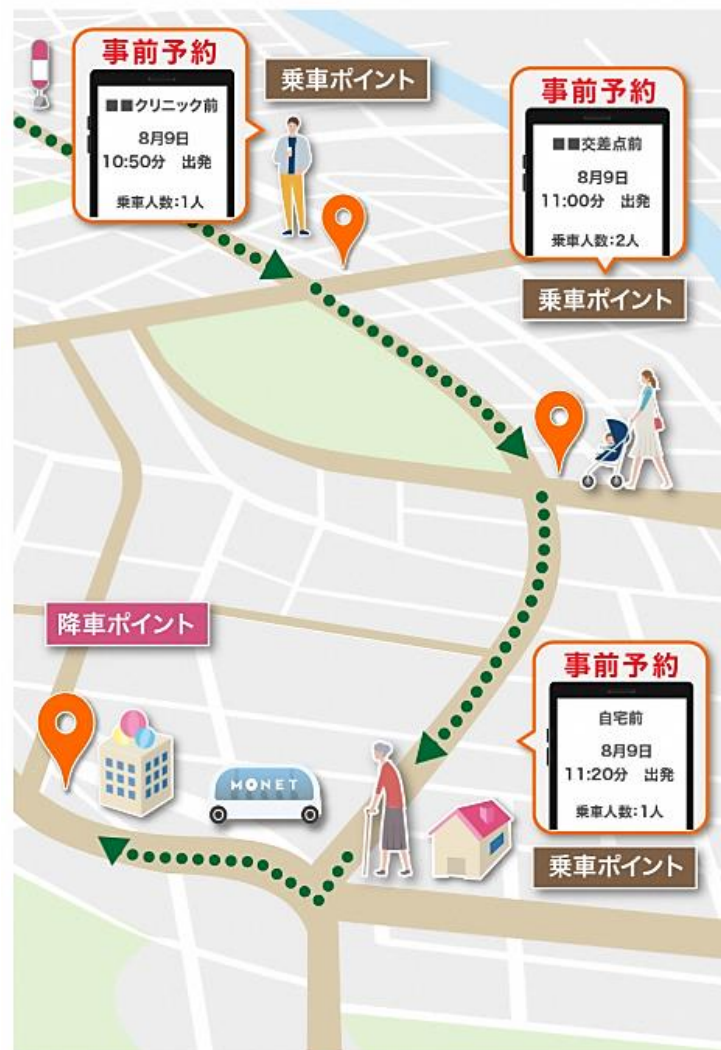 事前予約
■■クリニック前
8月9日
10:50分 出発
乗車人数:1人
乗車ポイント
事前予約
■■交差点前
8月9日
11:00分 出発
乗車人数:2人
乗車ポイント
降車ポイント
MONET
事前予約
自宅前
8月9日
11:20分 出発
乗車人数:1人
乗車ポイント